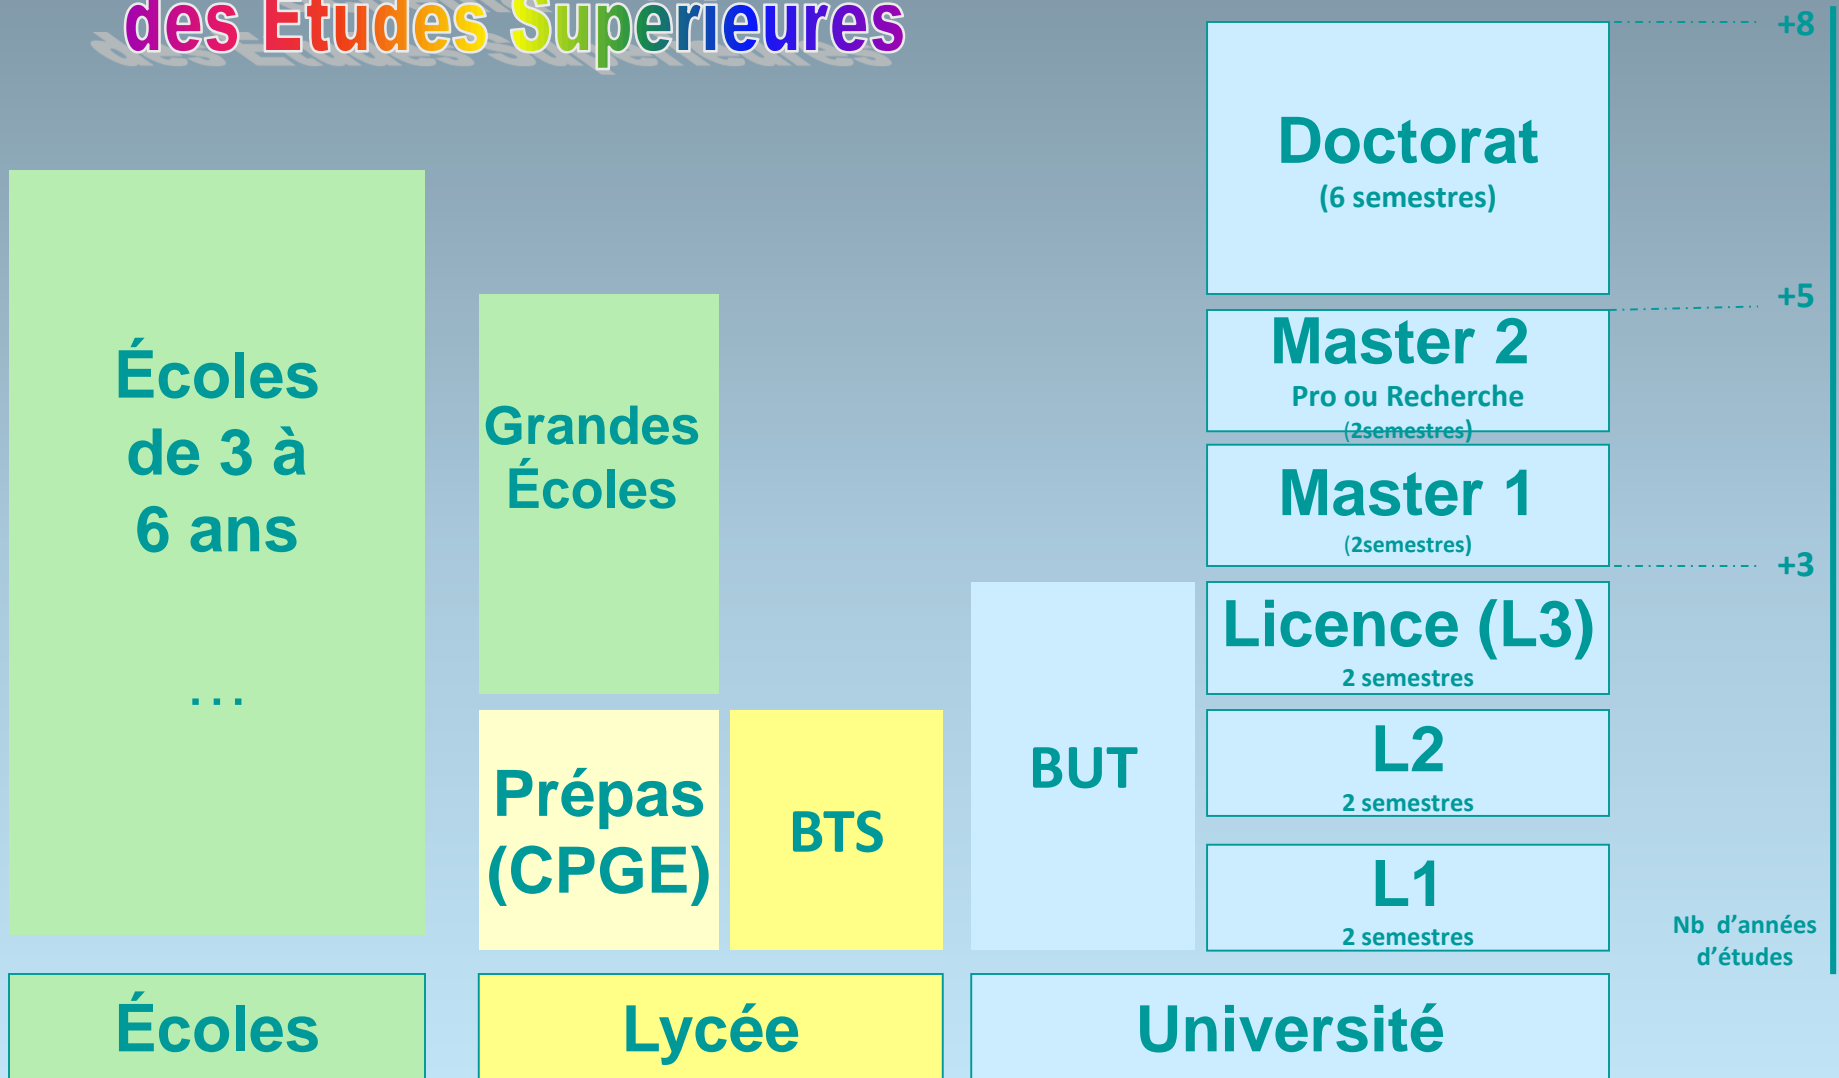 des Etudes Supérieures
+8
Doctorat
(6 semestres)
+5
Master 2
Pro ou Recherche
(2semestres)
Master 1
(2semestres)
+3
Licence (L3)
2 semestres
L2
2 semestres
L1
2 semestres
Nb d’années
d’études
Écoles
de 3 à
6 ans
...
Grandes
Écoles
Prépas
(CPGE)
BTS
BUT
Écoles
Lycée
Université